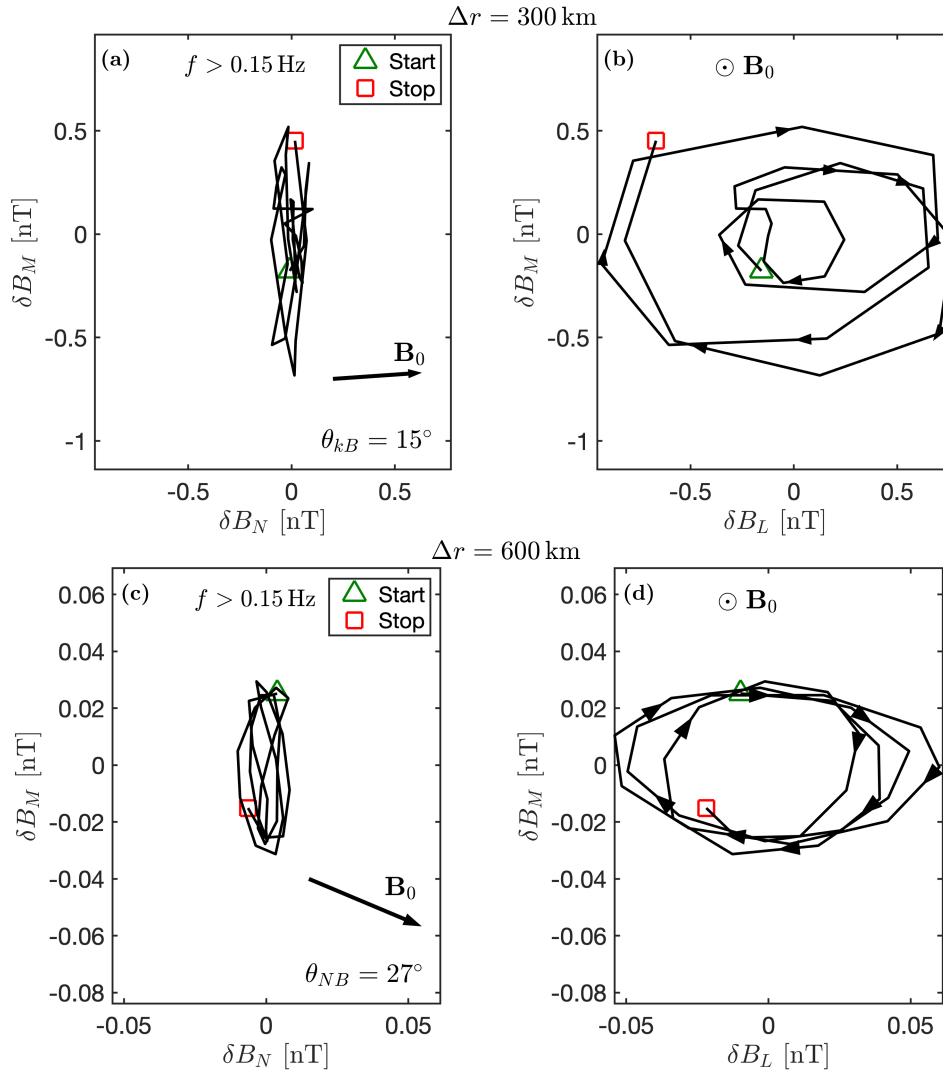 Δr = 300 km
(a)
f > 0.15 Hz
Start
Stop
0.5
0
-0.5
-1
δB_M [nT]
B_0
θ_kB = 15°
-0.5
0
0.5
δB_N [nT]
(b)
⊙ B_0
0.5
0
-0.5
-1
δB_M [nT]
-0.5
0
0.5
δB_L [nT]
Δr = 600 km
(c)
f > 0.15 Hz
Start
Stop
0.06
0.04
0.02
0
-0.02
-0.04
-0.06
-0.08
δB_M [nT]
B_0
θ_NB = 27°
-0.05
0
0.05
δB_N [nT]
(d)
⊙ B_0
0.06
0.04
0.02
0
-0.02
-0.04
-0.06
-0.08
δB_M [nT]
-0.05
0
0.05
δB_L [nT]